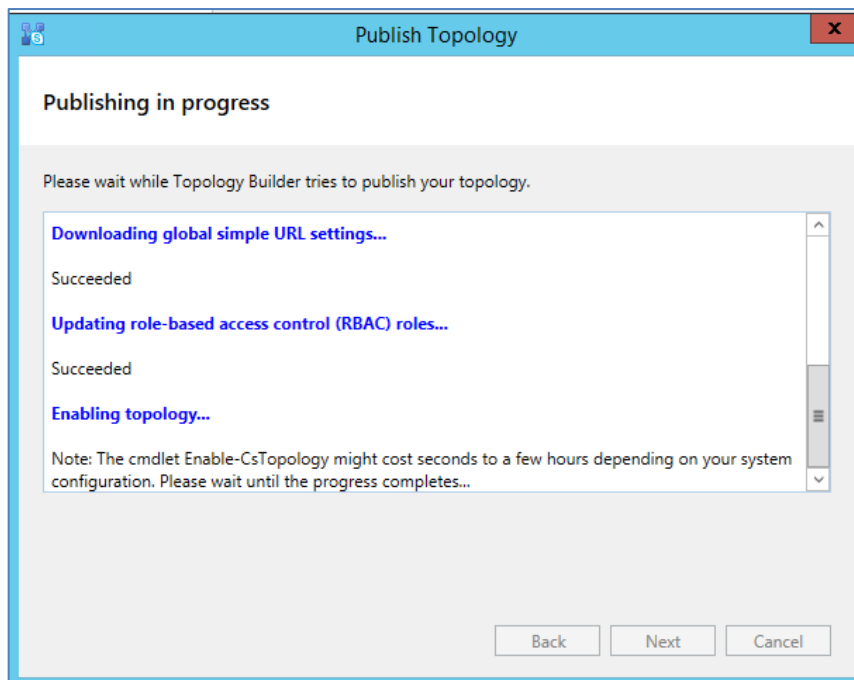 Publish Topology
x
Publishing in progress
Please wait while Topology Builder tries to publish your topology.
Downloading global simple URL settings...
Succeeded
Updating role-based access control (RBAC) roles...
Succeeded
Enabling topology...
Note: The cmdlet Enable-CsTopology might cost seconds to a few hours depending on your system
configuration. Please wait until the progress completes...
Back Next Cancel